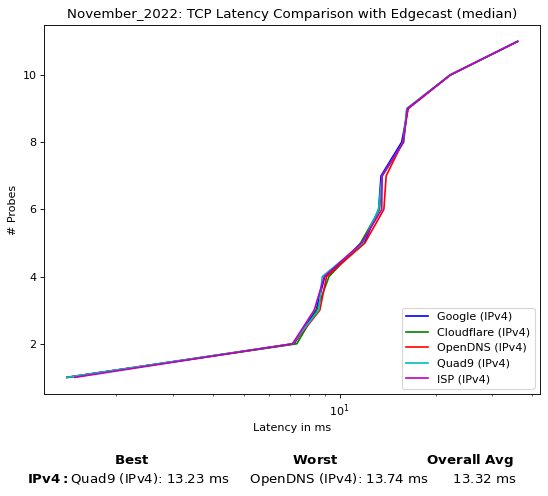 November_2022: TCP Latency Comparison with Edgecast (median)
10
8
6
4
2
# Probes
10^1
Latency in ms
Google (IPv4)
Cloudflare (IPv4)
OpenDNS (IPv4)
Quad9 (IPv4)
ISP (IPv4)
Best Worst Overall Avg
IPv4: Quad9 (IPv4): 13.23 ms OpenDNS (IPv4): 13.74 ms 13.32 ms